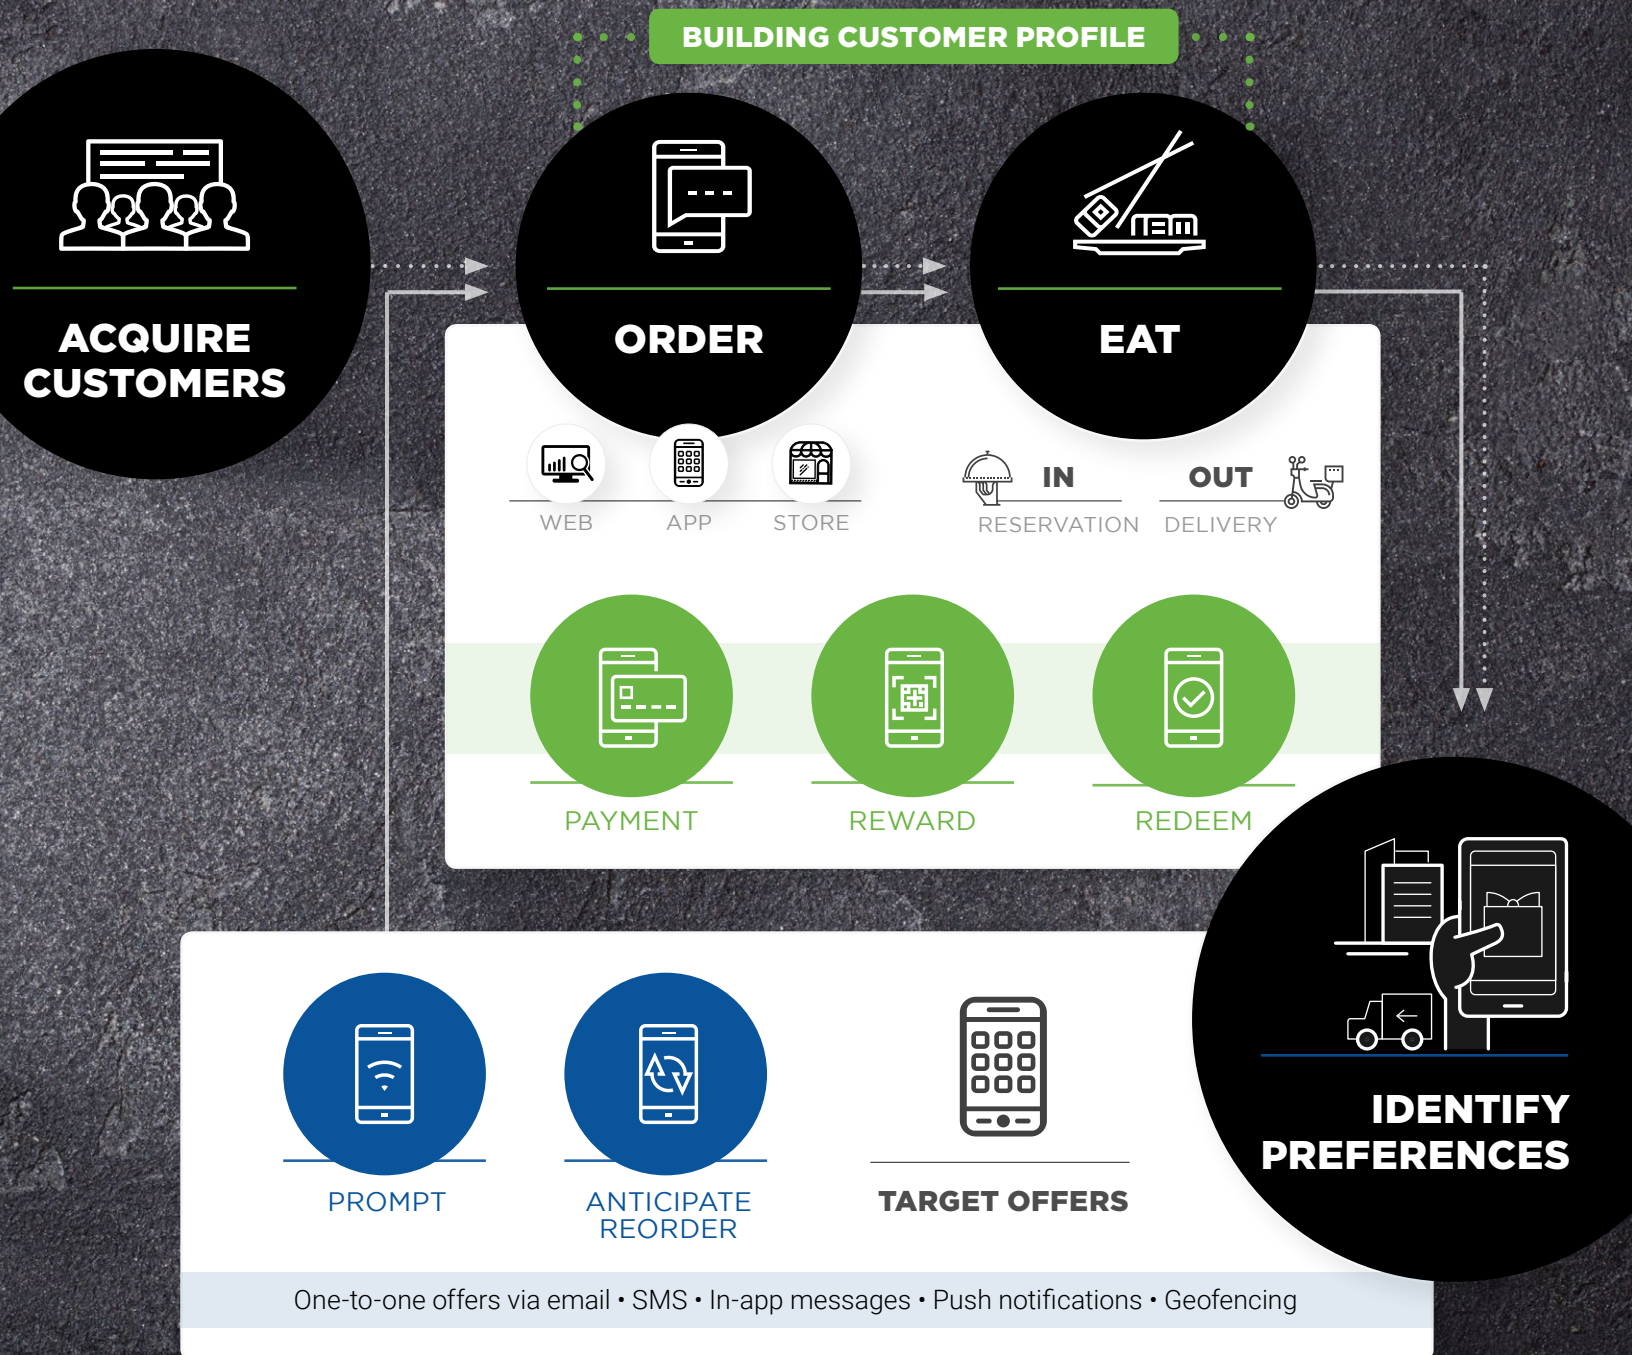 BUILDING CUSTOMER PROFILE
ACQUIRE
CUSTOMERS
ORDER
EAT
WEB
APP
STORE
IN
RESERVATION
OUT
DELIVERY
PAYMENT
REWARD
REDEEM
IDENTIFY
PREFERENCES
PROMPT
ANTICIPATE
REORDER
TARGET OFFERS
One-to-one offers via email • SMS • In-app messages • Push notifications • Geofencing